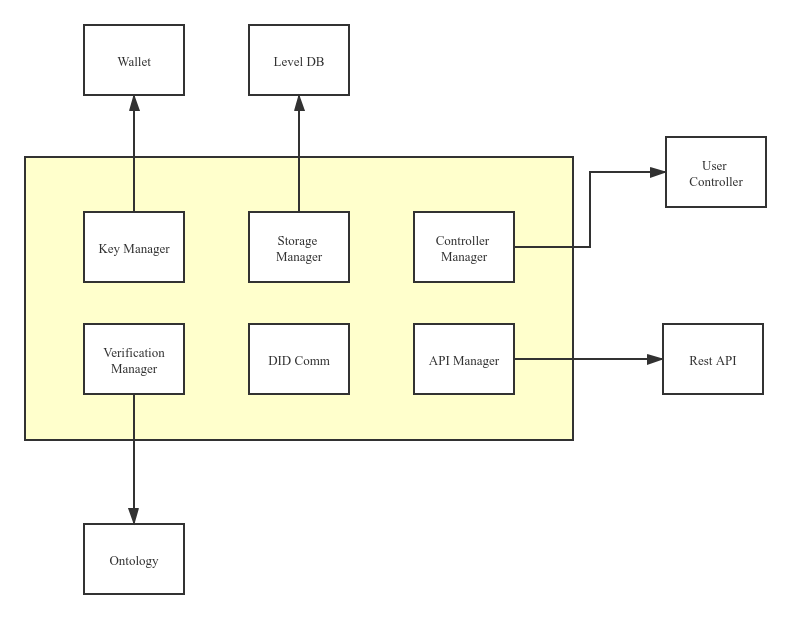 Wallet
Level DB
User
Controller
Key Manager
Storage
Manager
Controller
Manager
Verification
Manager
DID Comm
API Manager
Rest API
Ontology